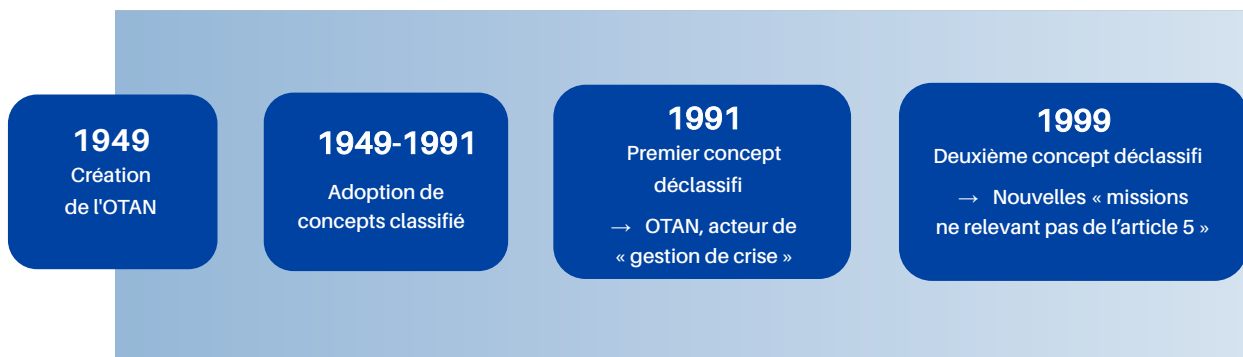 1949
Création
de l'OTAN
1949-1991
Adoption de
concepts classifié
1991
Premier concept
déclassifi
→ OTAN, acteur de
« gestion de crise »
1999
Deuxième concept déclassifi
→ Nouvelles « missions
ne relevant pas de l’article 5 »